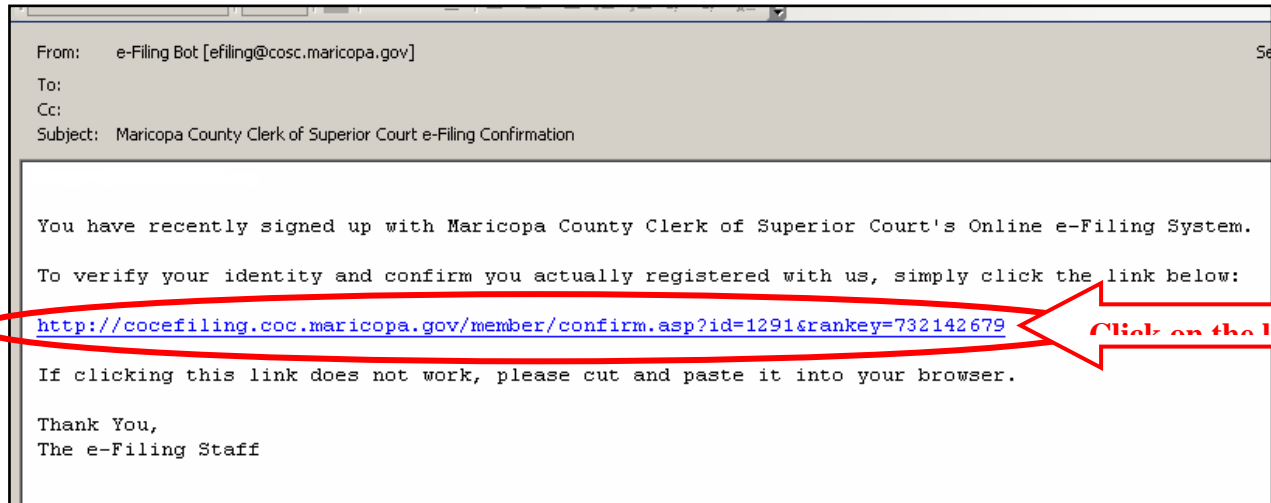 From: e-Filing Bot [efiling@cosc.maricopa.gov]
To:
Cc:
Subject: Maricopa County Clerk of Superior Court e-Filing Confirmation
You have recently signed up with Maricopa County Clerk of Superior Court's Online e-Filing System.
To verify your identity and confirm you actually registered with us, simply click the link below:
http://cocefiling.coc.maricopa.gov/member/confirm.asp?id=1291&rankey=732142679
Click on the
If clicking this link does not work, please cut and paste it into your browser.
Thank You,
The e-Filing Staff